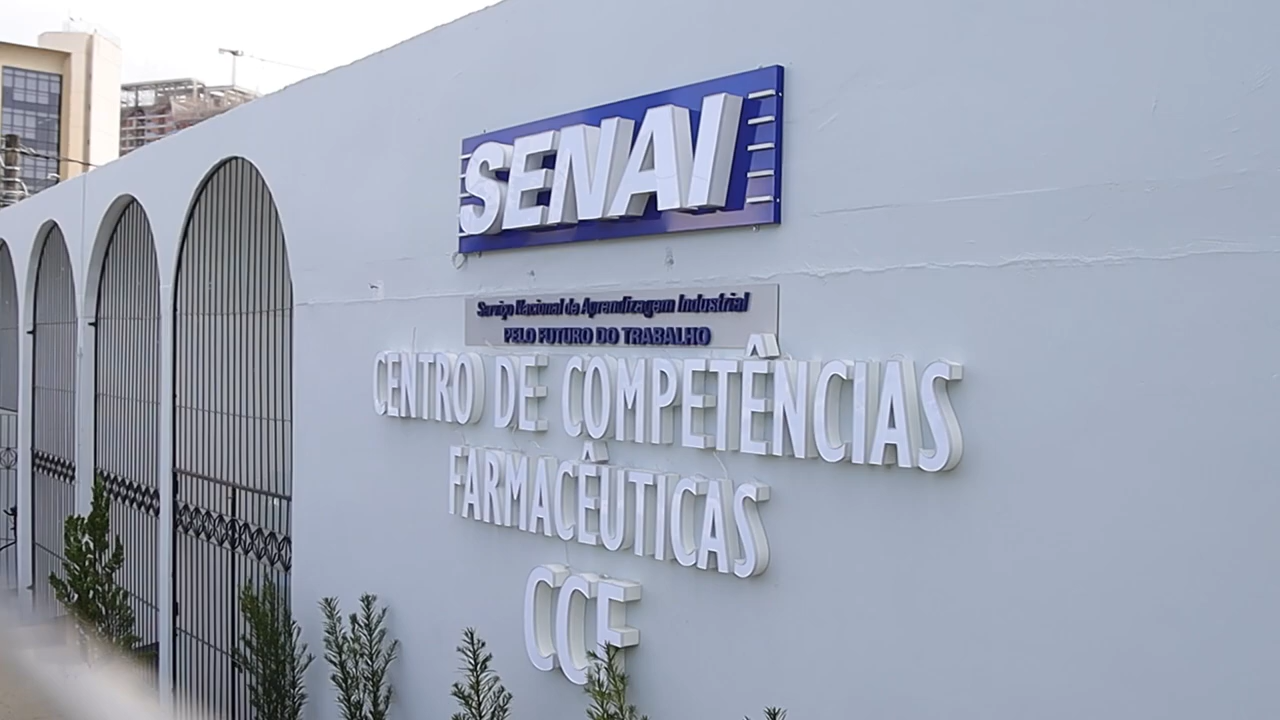 SENAI
Serviço Nacional de Aprendizagem Industrial
PELO FUTURO DO TRABALHO
CENTRO DE COMPETÊNCIAS
FARMACÊUTICAS
CCF